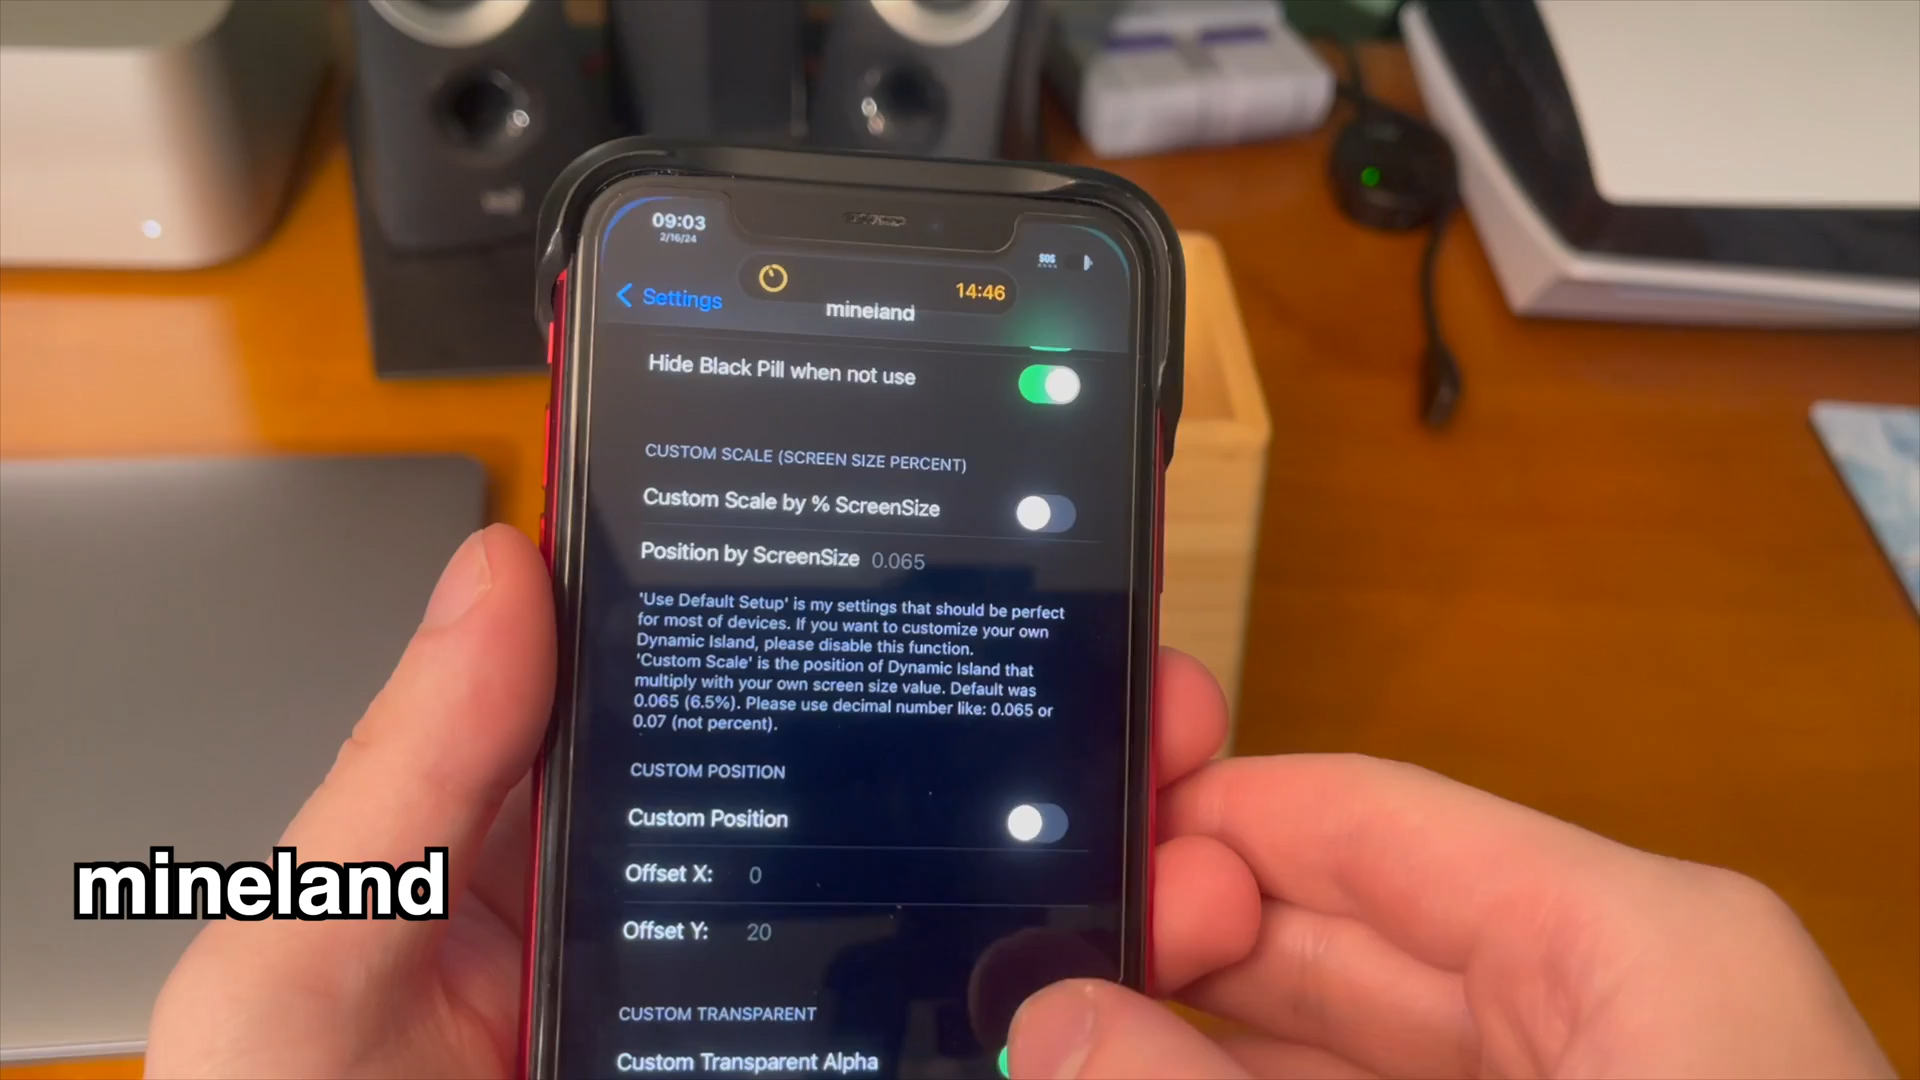 09:03
2/16/24
SOS
14:46
Settings
mineland
Hide Black Pill when not use
CUSTOM SCALE (SCREEN SIZE PERCENT)
Custom Scale by % ScreenSize
Position by ScreenSize 0.065
'Use Default Setup' is my settings that should be perfect
for most of devices. If you want to customize your own
Dynamic Island, please disable this function.
'Custom Scale' is the position of Dynamic Island that
multiply with your own screen size value. Default was
0.065 (6.5%). Please use decimal number like: 0.065 or
0.07 (not percent).
CUSTOM POSITION
Custom Position
Offset X: 0
Offset Y: 20
CUSTOM TRANSPARENT
Custom Transparent Alpha
mineland